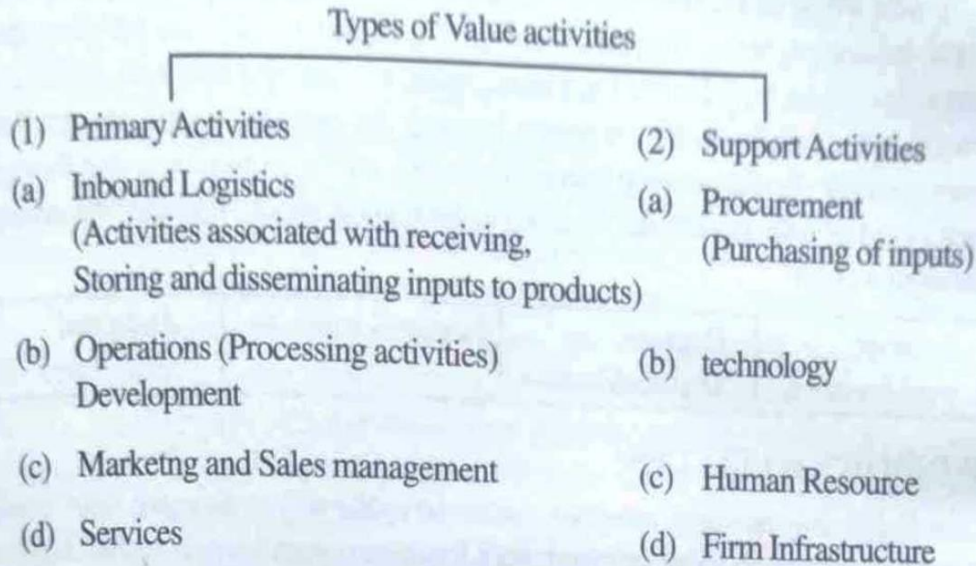 Types of Value activities
(1) Primary Activities
(a) Inbound Logistics
(Activities associated with receiving,
Storing and disseminating inputs to products)
(b) Operations (Processing activities)
Development
(c) Marketng and Sales management
(d) Services
(2) Support Activities
(a) Procurement
(Purchasing of inputs)
(b) technology
(c) Human Resource
(d) Firm Infrastructure